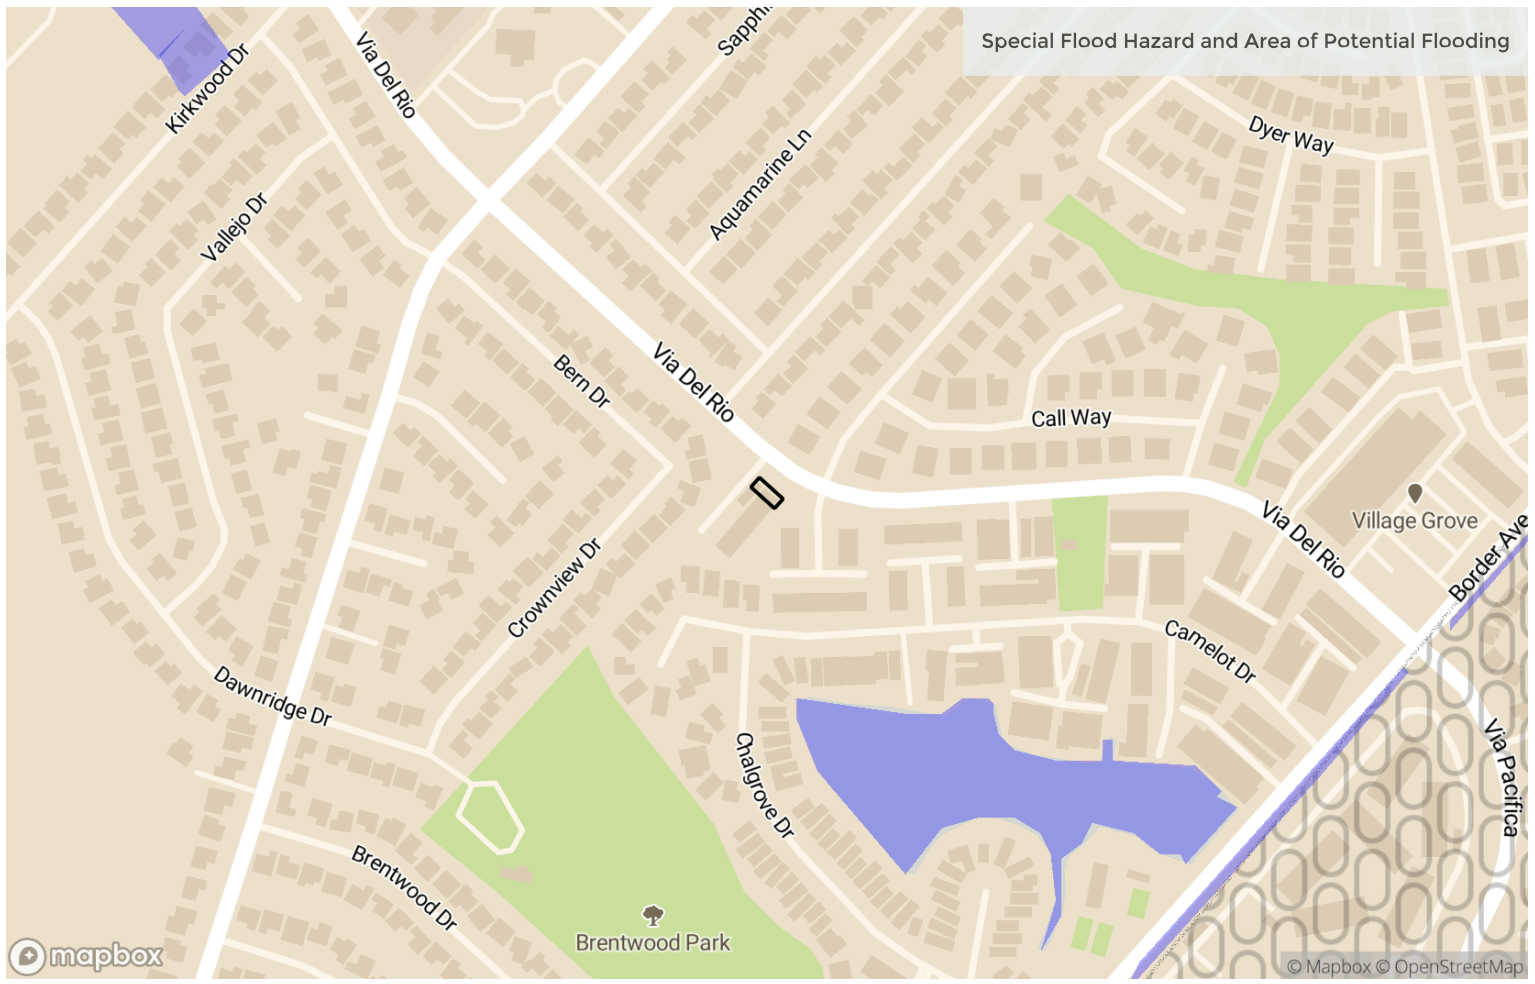 Special Flood Hazard and Area of Potential Flooding
Kirkwood Dr
Via Del Rio
Aquamarine Ln
Dyer Way
Vallejo Dr
Via Del Rio
Bern Dr
Call Way
Via Del Rio
Village Grove
Border Ave
Crownview Dr
Camelot Dr
Dawnridge Dr
Chalgrove Dr
Via Pacifica
Brentwood Dr
Brentwood Park
mapbox
© Mapbox © OpenStreetMap